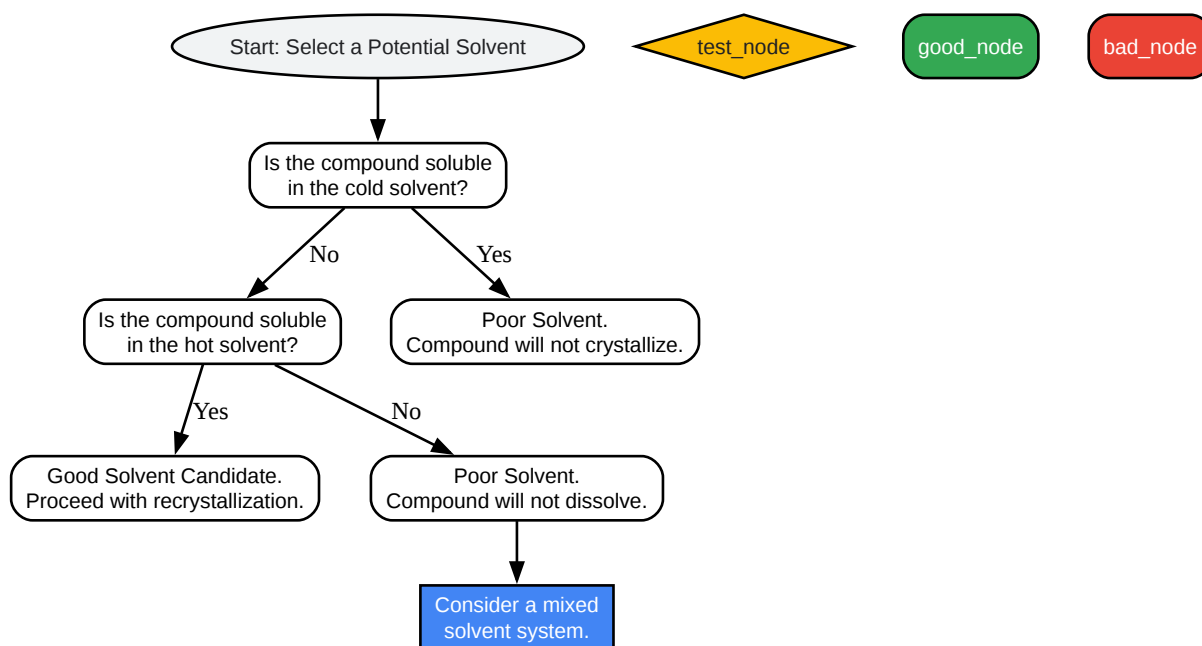 Start: Select a Potential Solvent
test_node
good_node
bad_node
Is the compound soluble
in the cold solvent?
No
Yes
Is the compound soluble
in the hot solvent?
Poor Solvent.
Compound will not crystallize.
Yes
No
Good Solvent Candidate.
Proceed with recrystallization.
Poor Solvent.
Compound will not dissolve.
Consider a mixed
solvent system.